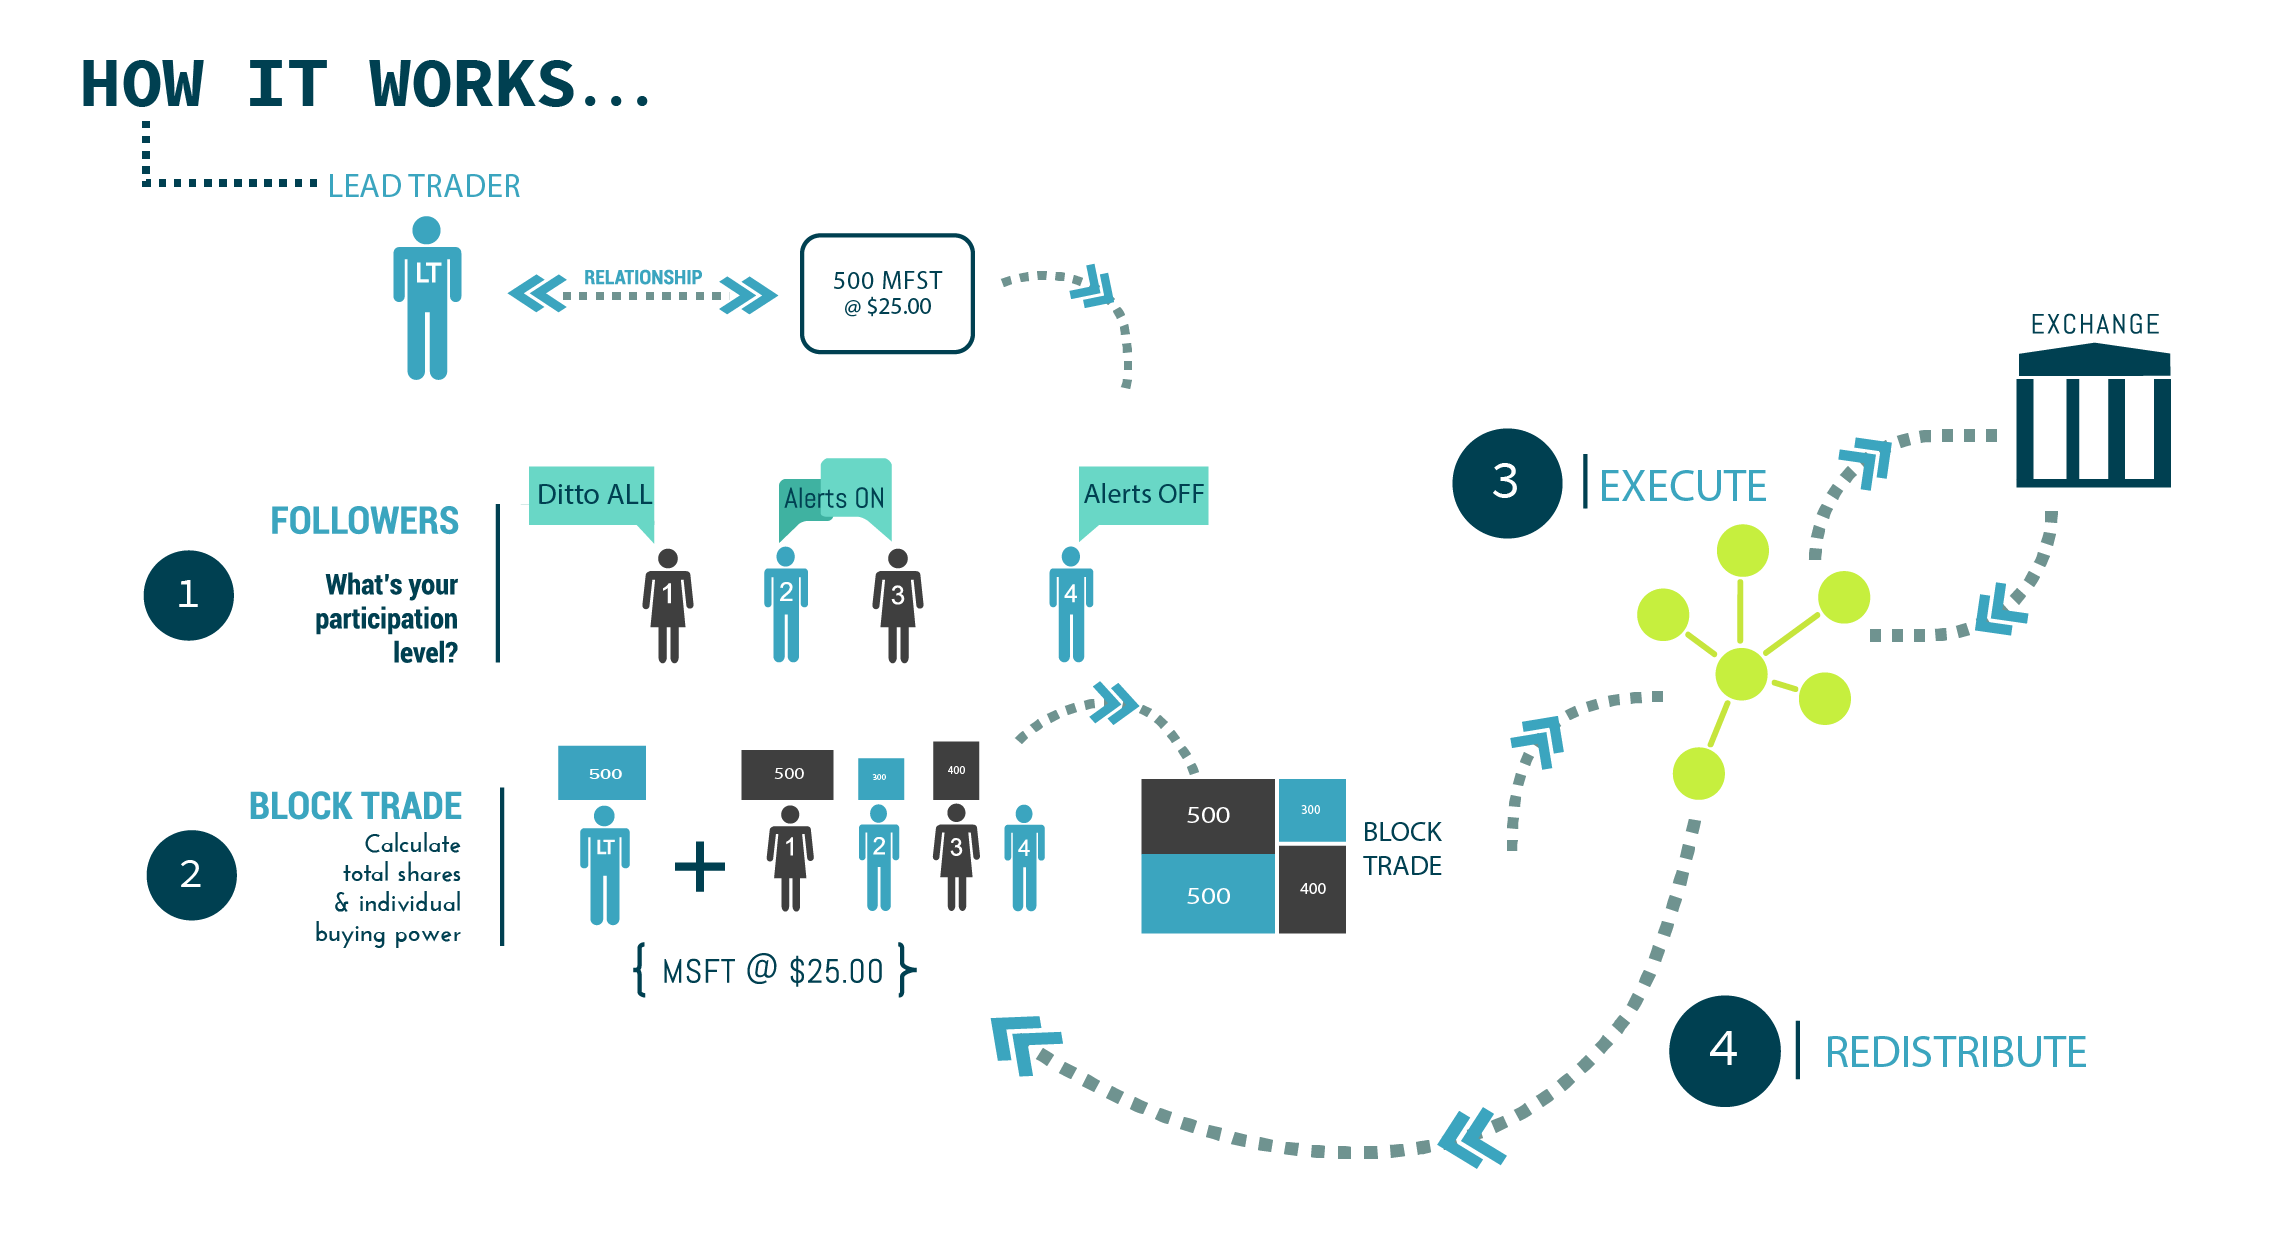 HOW IT WORKS...
LEAD TRADER
LT
RELATIONSHIP
500 MFST
@ $25.00
EXCHANGE
1
FOLLOWERS
What's your
participation
level?
Ditto ALL
Alerts ON
Alerts OFF
1
2
3
4
3
EXECUTE
2
BLOCK TRADE
Calculate
total shares
& individual
buying power
500
500
300
400
LT
1
2
3
4
{ MSFT @ $25.00 }
500
300
500
400
BLOCK
TRADE
4
REDISTRIBUTE